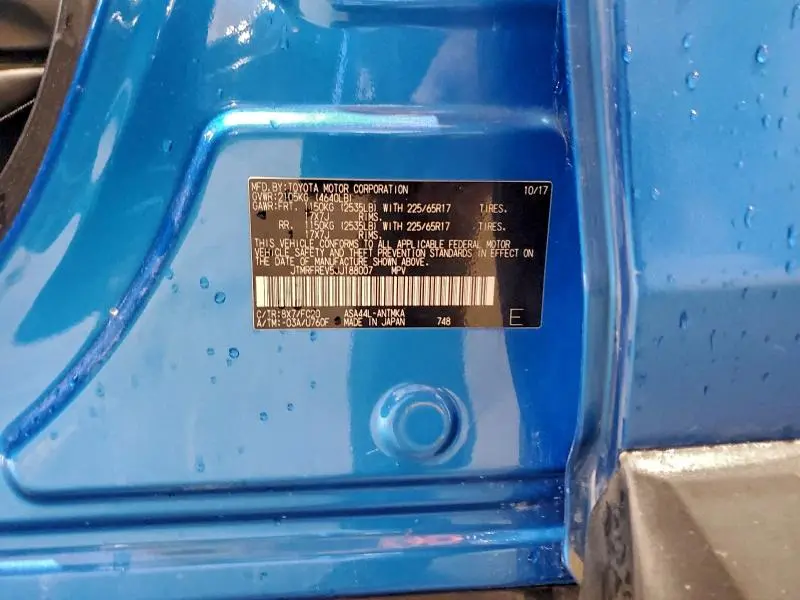 MFD.BY:TOYOTA MOTOR CORPORATION 10/17
GVWR:2105KG (4640LB)
GAWR:FRT. 1150KG (2535LB) WITH 225/65R17 TIRES.
17X7J RIMS.
RR. 1150KG (2535LB) WITH 225/65R17 TIRES.
17X7J RIMS.
THIS VEHICLE CONFORMS TO ALL APPLICABLE FEDERAL MOTOR
VEHICLE SAFETY AND THEFT PREVENTION STANDARDS IN EFFECT ON
THE DATE OF MANUFACTURE SHOWN ABOVE.
JTMRFREV5JJ188007 MPV
C/TR:8X7/FC20 ASA44L-ANTMKA
A/TM:-03A/U760F MADE IN JAPAN 748 E